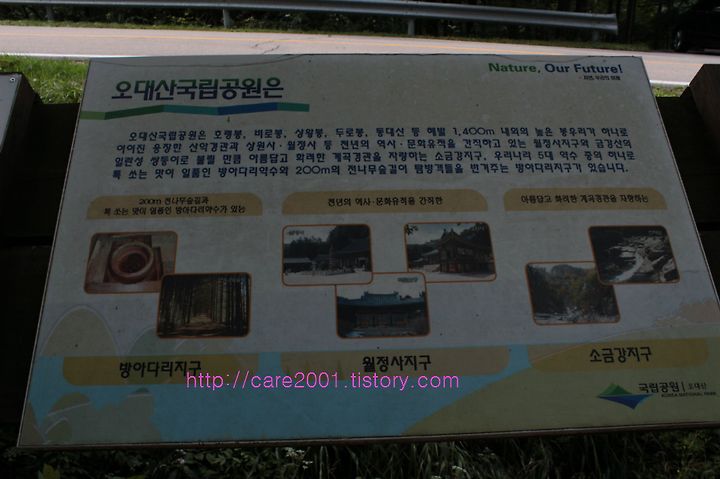 오대산국립공원은
Nature, Our Future!
자연, 우리의 미래
오대산국립공원은 호령봉, 비로봉, 상왕봉, 두로봉, 동대산 등 해발 1,400m 내외의 높은 봉우리가 하나로
이어진 웅장한 산악경관과 상원사·월정사 등 천년의 역사·문화유적을 간직하고 있는 월정사지구와 금강산의
일란성 쌍둥이로 불릴 만큼 아름답고 화려한 계곡경관을 자랑하는 소금강지구, 우리나라 5대 약수 중의 하나로
톡 쏘는 맛이 일품인 방아다리약수와 200m의 전나무숲길이 탐방객들을 반겨주는 방아다리지구가 있습니다.
200m 전나무숲길과
톡 쏘는 맛이 일품인 방아다리약수가 있는
천년의 역사·문화유적을 간직한
아름답고 화려한 계곡경관을 자랑하는
방아다리지구
월정사지구
소금강지구
http://care2001.tistory.com
국립공원 오대산
KOREA NATIONAL PARK